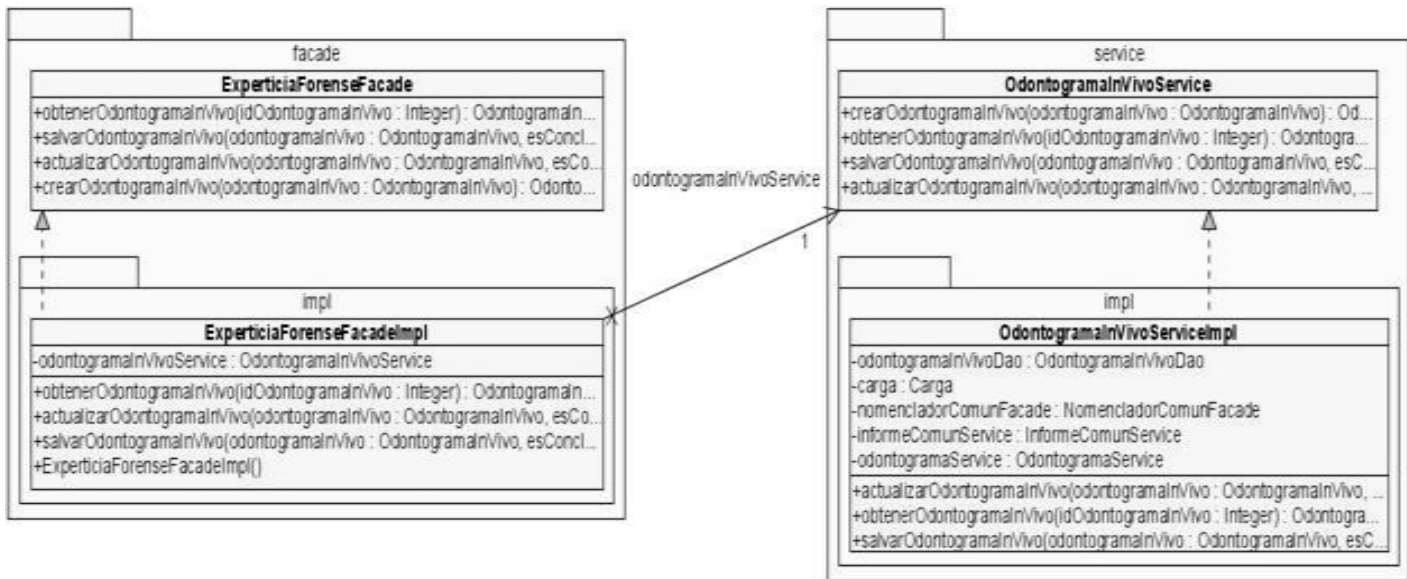 facade
ExperticiaForenseFacade
+obtenerOdontogramaInVivo(idOdontogramaInVivo : Integer) : OdontogramaIn...
+salvarOdontogramaInVivo(odontogramaInVivo : OdontogramaInVivo, esConcl...
+actualizarOdontogramaInVivo(odontogramaInVivo : OdontogramaInVivo, esCo...
+crearOdontogramaInVivo(odontogramaInVivo : OdontogramaInVivo) : Odonto...
impl
ExperticiaForenseFacadeImpl
-odontogramaInVivoService : OdontogramaInVivoService
+obtenerOdontogramaInVivo(idOdontogramaInVivo : Integer) : OdontogramaIn...
+actualizarOdontogramaInVivo(odontogramaInVivo : OdontogramaInVivo, esCo...
+salvarOdontogramaInVivo(odontogramaInVivo : OdontogramaInVivo, esConcl...
+ExperticiaForenseFacadeImpl()
odontogramaInVivoService
1
service
OdontogramaInVivoService
+crearOdontogramaInVivo(odontogramaInVivo : OdontogramaInVivo) : Od...
+obtenerOdontogramaInVivo(idOdontogramaInVivo : Integer) : Odontogra...
+salvarOdontogramaInVivo(odontogramaInVivo : OdontogramaInVivo, esC...
+actualizarOdontogramaInVivo(odontogramaInVivo : OdontogramaInVivo, ...
impl
OdontogramaInVivoServiceImpl
-odontogramaInVivoDao : OdontogramaInVivoDao
-carga : Carga
-nomencladorComunFacade : NomencladorComunFacade
-informeComunService : InformeComunService
-odontogramaService : OdontogramaService
+actualizarOdontogramaInVivo(odontogramaInVivo : OdontogramaInVivo, ...
+obtenerOdontogramaInVivo(idOdontogramaInVivo : Integer) : Odontogra...
+salvarOdontogramaInVivo(odontogramaInVivo : OdontogramaInVivo, esC...